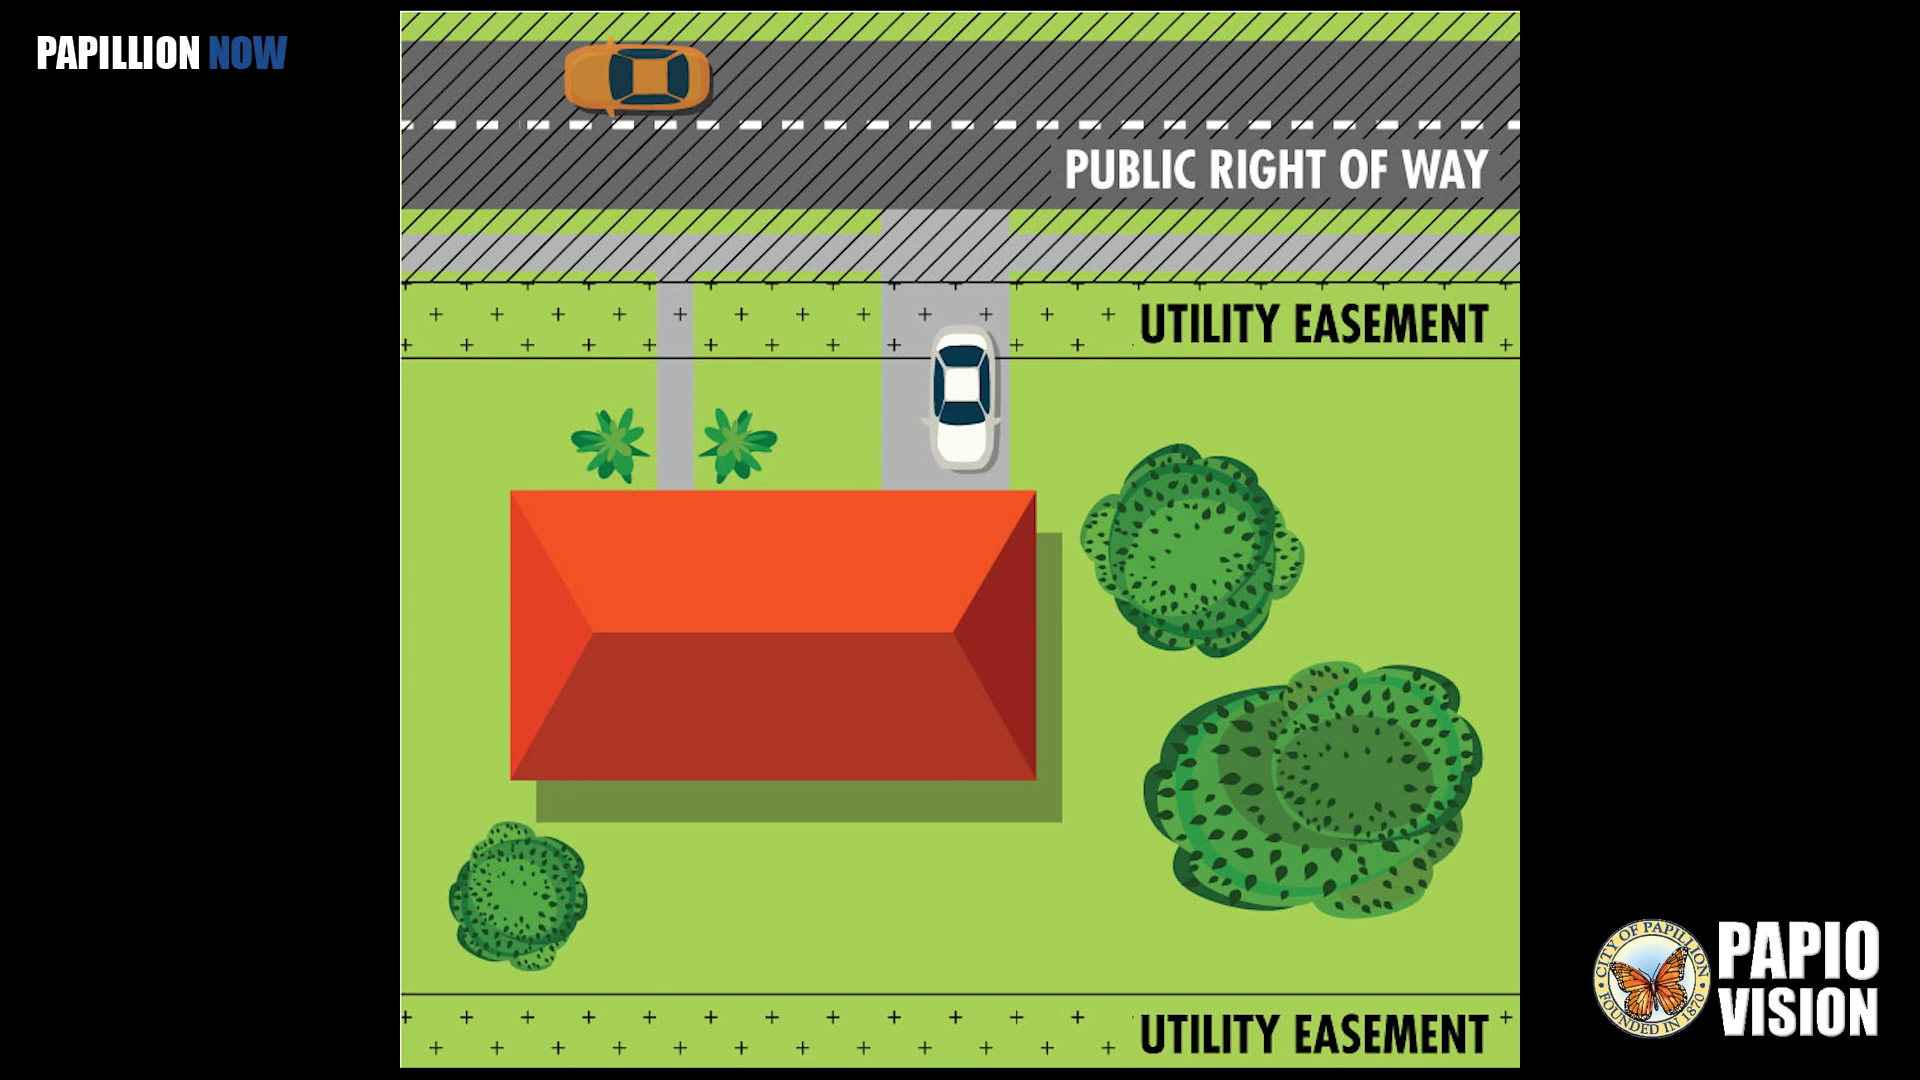 PAPILLION NOW
PUBLIC RIGHT OF WAY
UTILITY EASEMENT
UTILITY EASEMENT
CITY OF PAPILLION
FOUNDED IN 1870
PAPIO
VISION